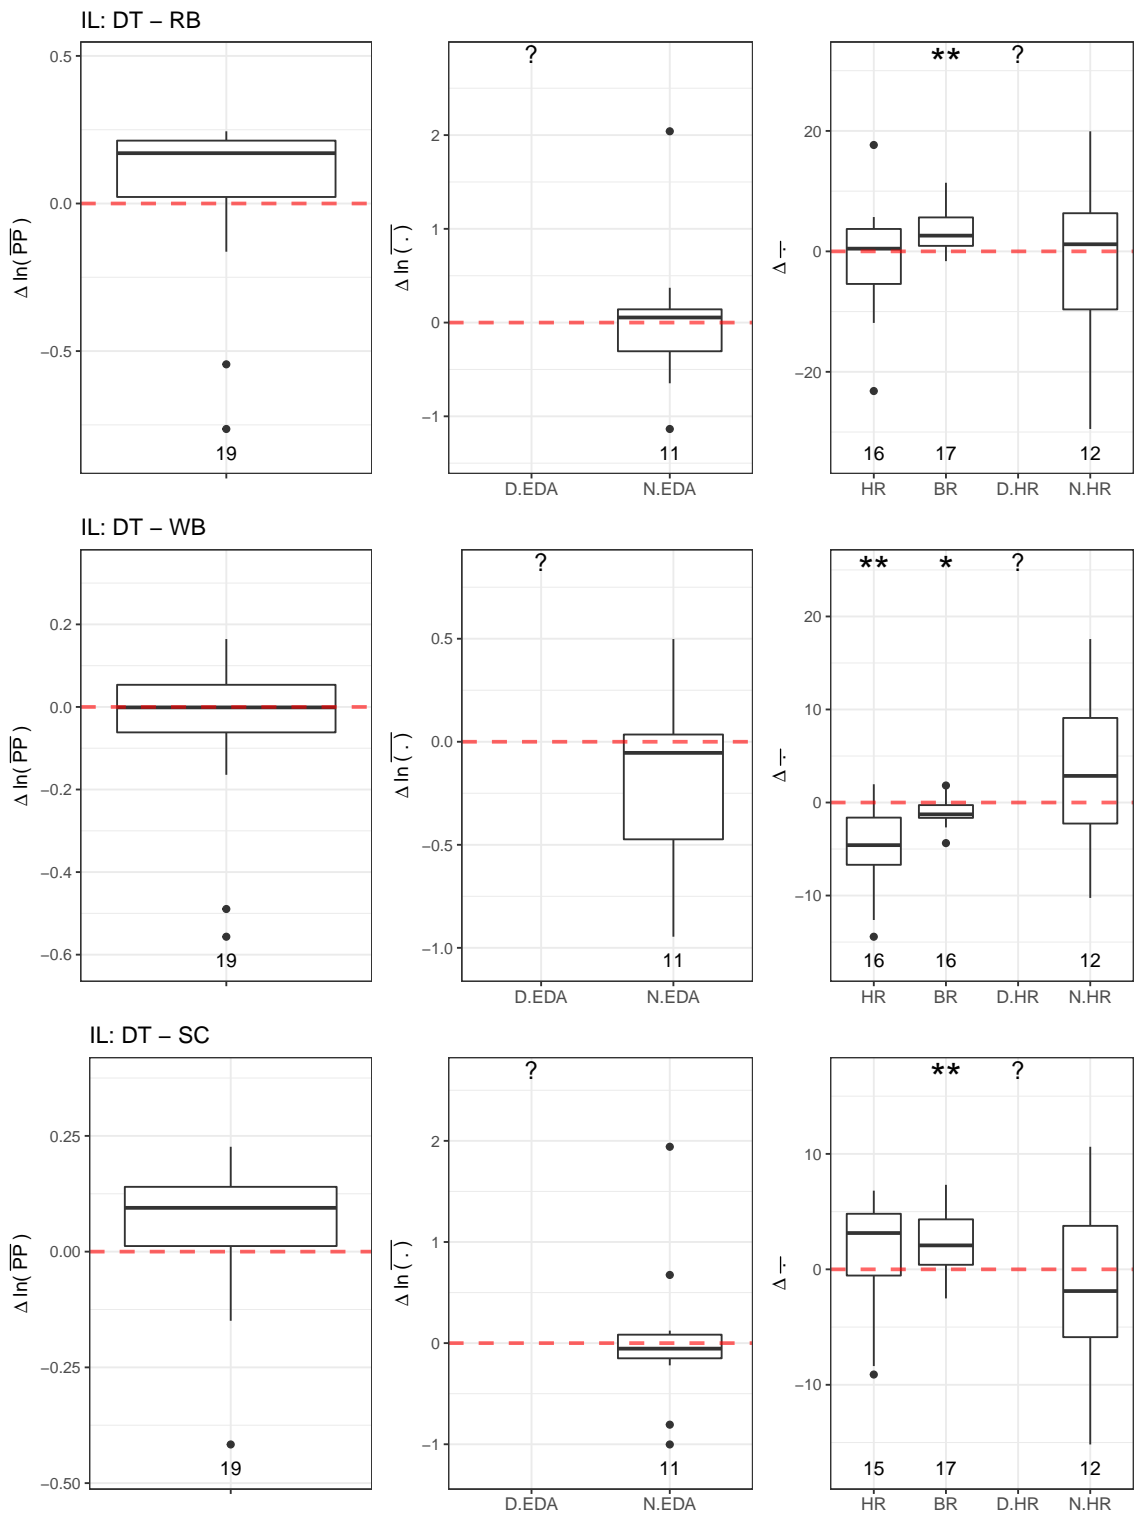 IL: DT – RB
Δ ln( PP )
0.5
0.0
−0.5
19
Δ ln ( . )
2
1
0
−1
?
11
D.EDA N.EDA
Δ .
20
0
−20
** ?
16 17 12
HR BR D.HR N.HR
IL: DT – WB
Δ ln( PP )
0.2
0.0
−0.2
−0.4
−0.6
19
Δ ln ( . )
0.5
0.0
−0.5
−1.0
?
11
D.EDA N.EDA
Δ .
20
10
0
−10
** * ?
16 16 12
HR BR D.HR N.HR
IL: DT – SC
Δ ln( PP )
0.25
0.00
−0.25
−0.50
19
Δ ln ( . )
2
1
0
−1
?
11
D.EDA N.EDA
Δ .
10
0
−10
** ?
15 17 12
HR BR D.HR N.HR